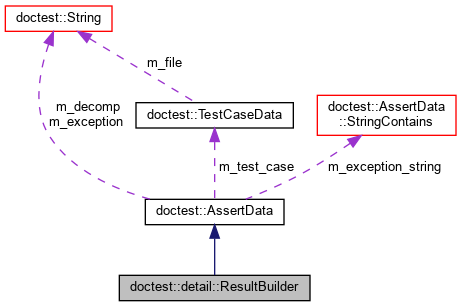 doctest::String
m_file
m_decomp
m_exception
doctest::TestCaseData
doctest::AssertData
::StringContains
m_test_case
m_exception_string
doctest::AssertData
doctest::detail::ResultBuilder